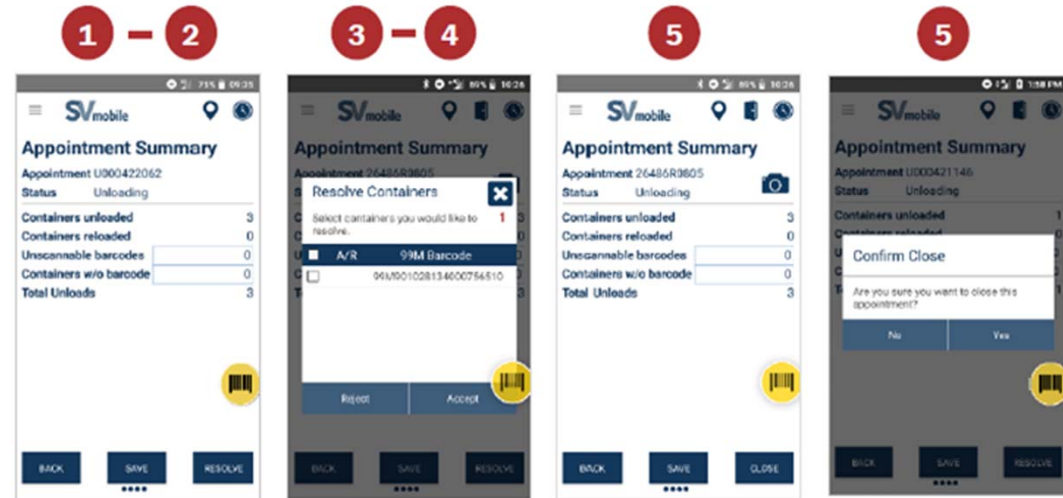 1 – 2
3 – 4
5
5
75% 09:35
SVmobile
Appointment Summary
Appointment U000422062
Status Unloading
Containers unloaded 3
Containers reloaded 0
Unscannable barcodes 0
Containers w/o barcode 0
Total Unloads 3
BACK SAVE RESOLVE
89% 10:26
SVmobile
Appointment Summary
Appointment 26486R0805
Resolve Containers
Select containers you would like to resolve. 1
A/R 99M Barcode
Reject Accept
BACK SAVE RESOLVE
89% 10:26
SVmobile
Appointment Summary
Appointment 26486R0805
Status Unloading
Containers unloaded 3
Containers reloaded 0
Unscannable barcodes 0
Containers w/o barcode 0
Total Unloads 3
BACK SAVE CLOSE
1:58 PM
SVmobile
Appointment Summary
Appointment U000421146
Status Unloading
Containers unloaded
Confirm Close
Are you sure you want to close this
appointment?
No Yes
BACK SAVE RESOLVE